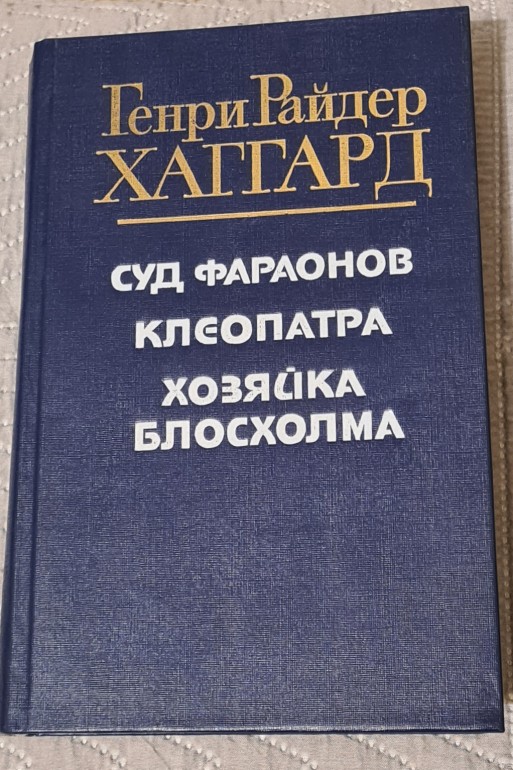 Генри Райдер
ХАГГАРД
СУД ФАРАОНОВ
КЛЕОПАТРА
ХОЗЯЙКА
БЛОСХОЛМА